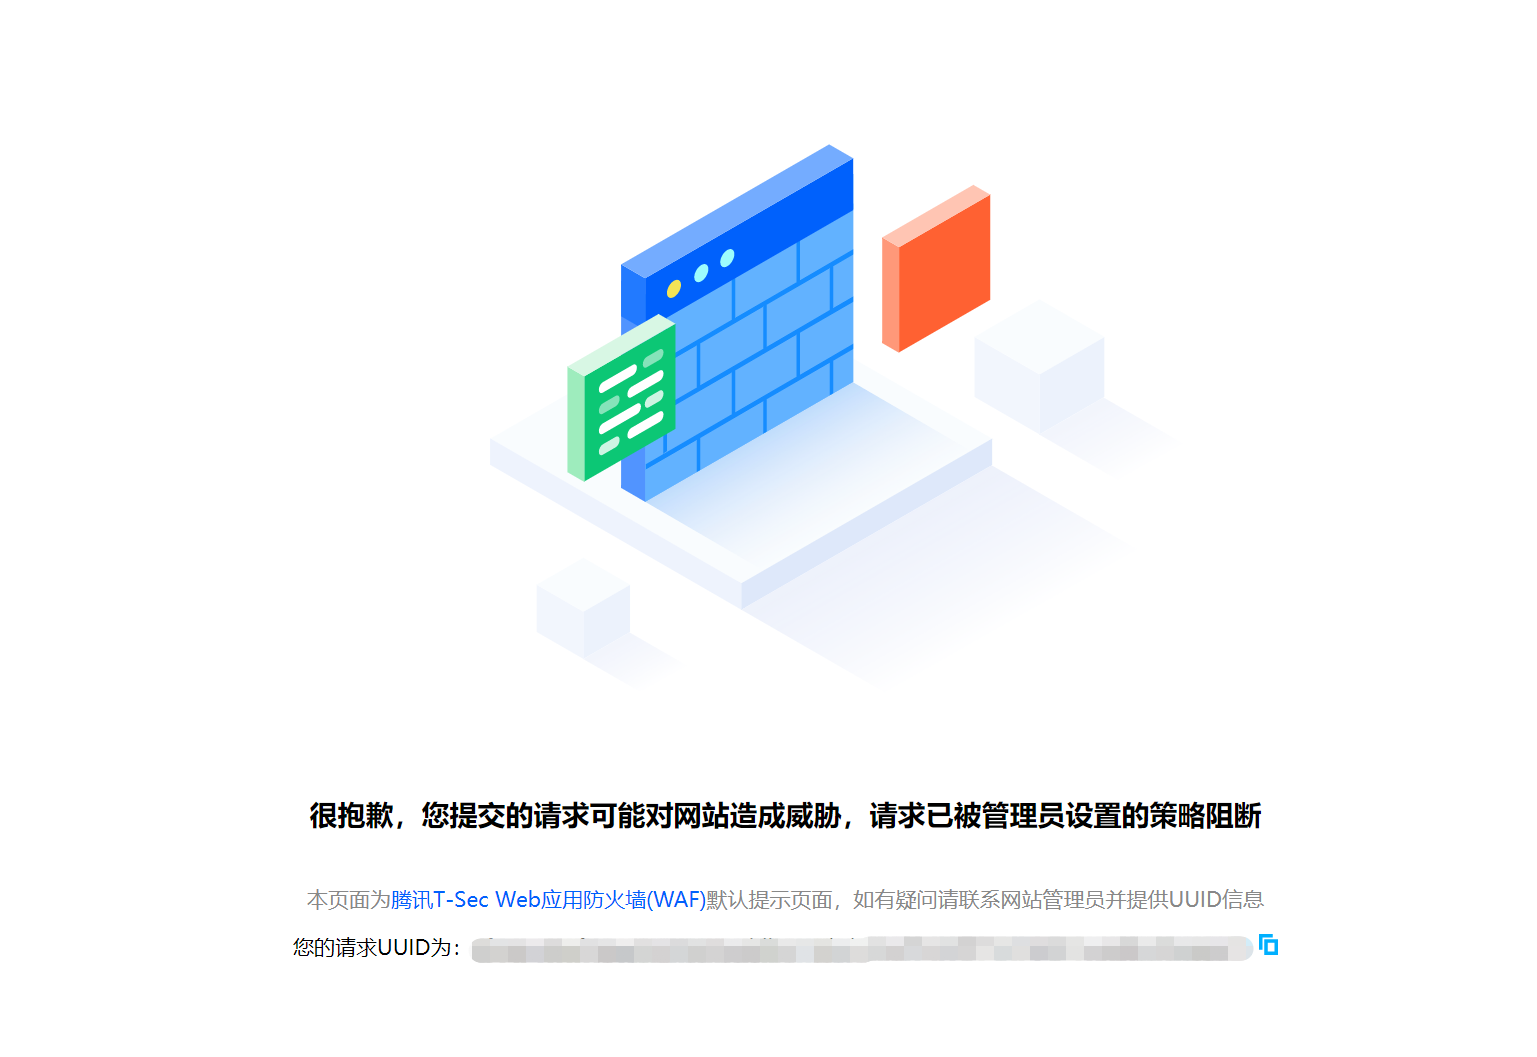 很抱歉，您提交的请求可能对网站造成威胁，请求已被管理员设置的策略阻断
本页面为腾讯T-Sec Web应用防火墙(WAF)默认提示页面，如有疑问请联系网站管理员并提供UUID信息
您的请求UUID为：